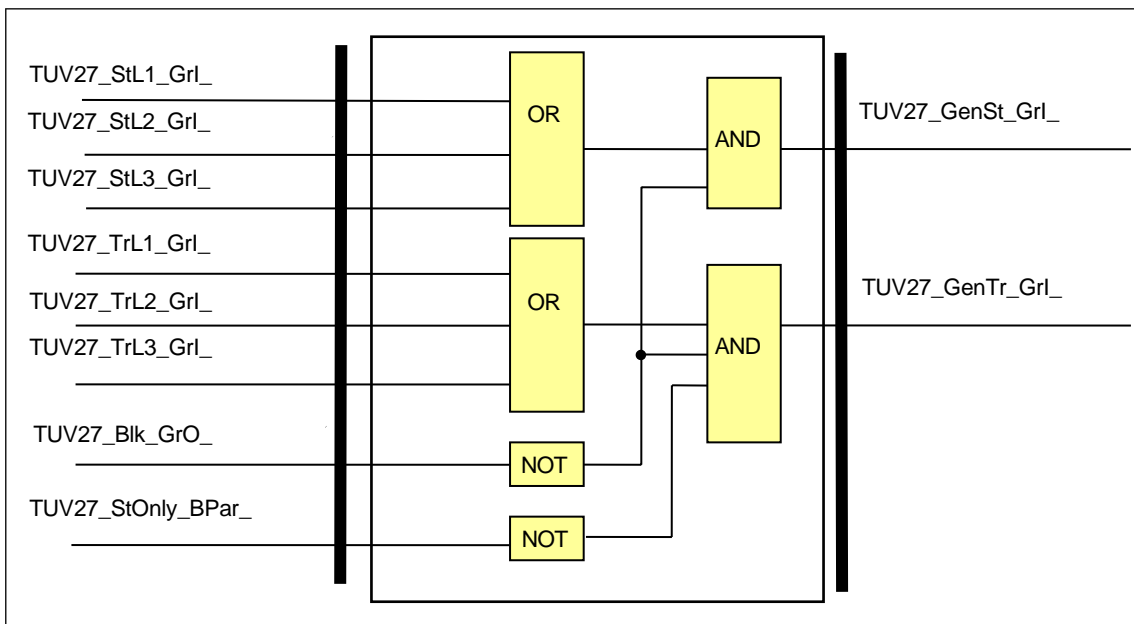 TUV27_StL1_GrI_
TUV27_StL2_GrI_
TUV27_StL3_GrI_
TUV27_TrL1_GrI_
TUV27_TrL2_GrI_
TUV27_TrL3_GrI_
TUV27_Blk_GrO_
TUV27_StOnly_BPar_
OR
OR
NOT
NOT
AND
AND
TUV27_GenSt_GrI_
TUV27_GenTr_GrI_